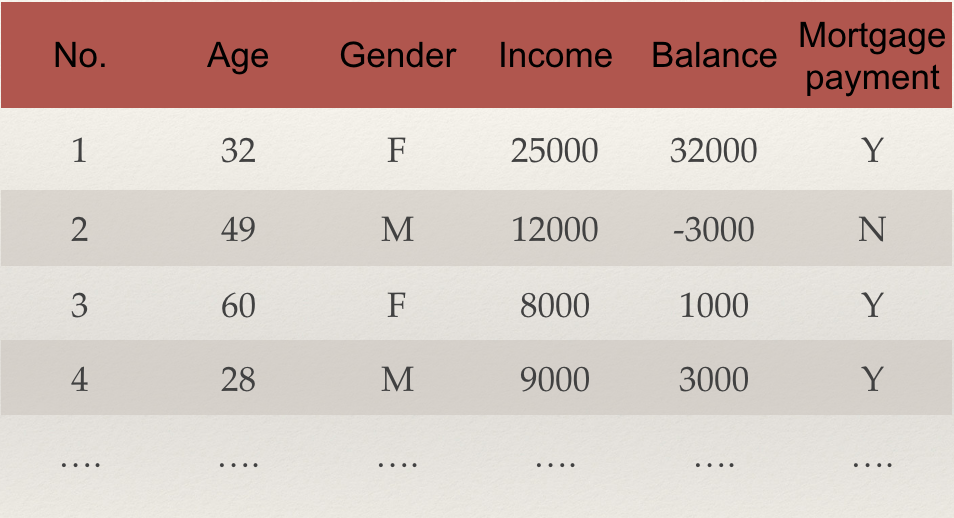 No. Age Gender Income Balance Mortgage payment
1 32 F 25000 32000 Y
2 49 M 12000 -3000 N
3 60 F 8000 1000 Y
4 28 M 9000 3000 Y
.... .... .... .... .... ....